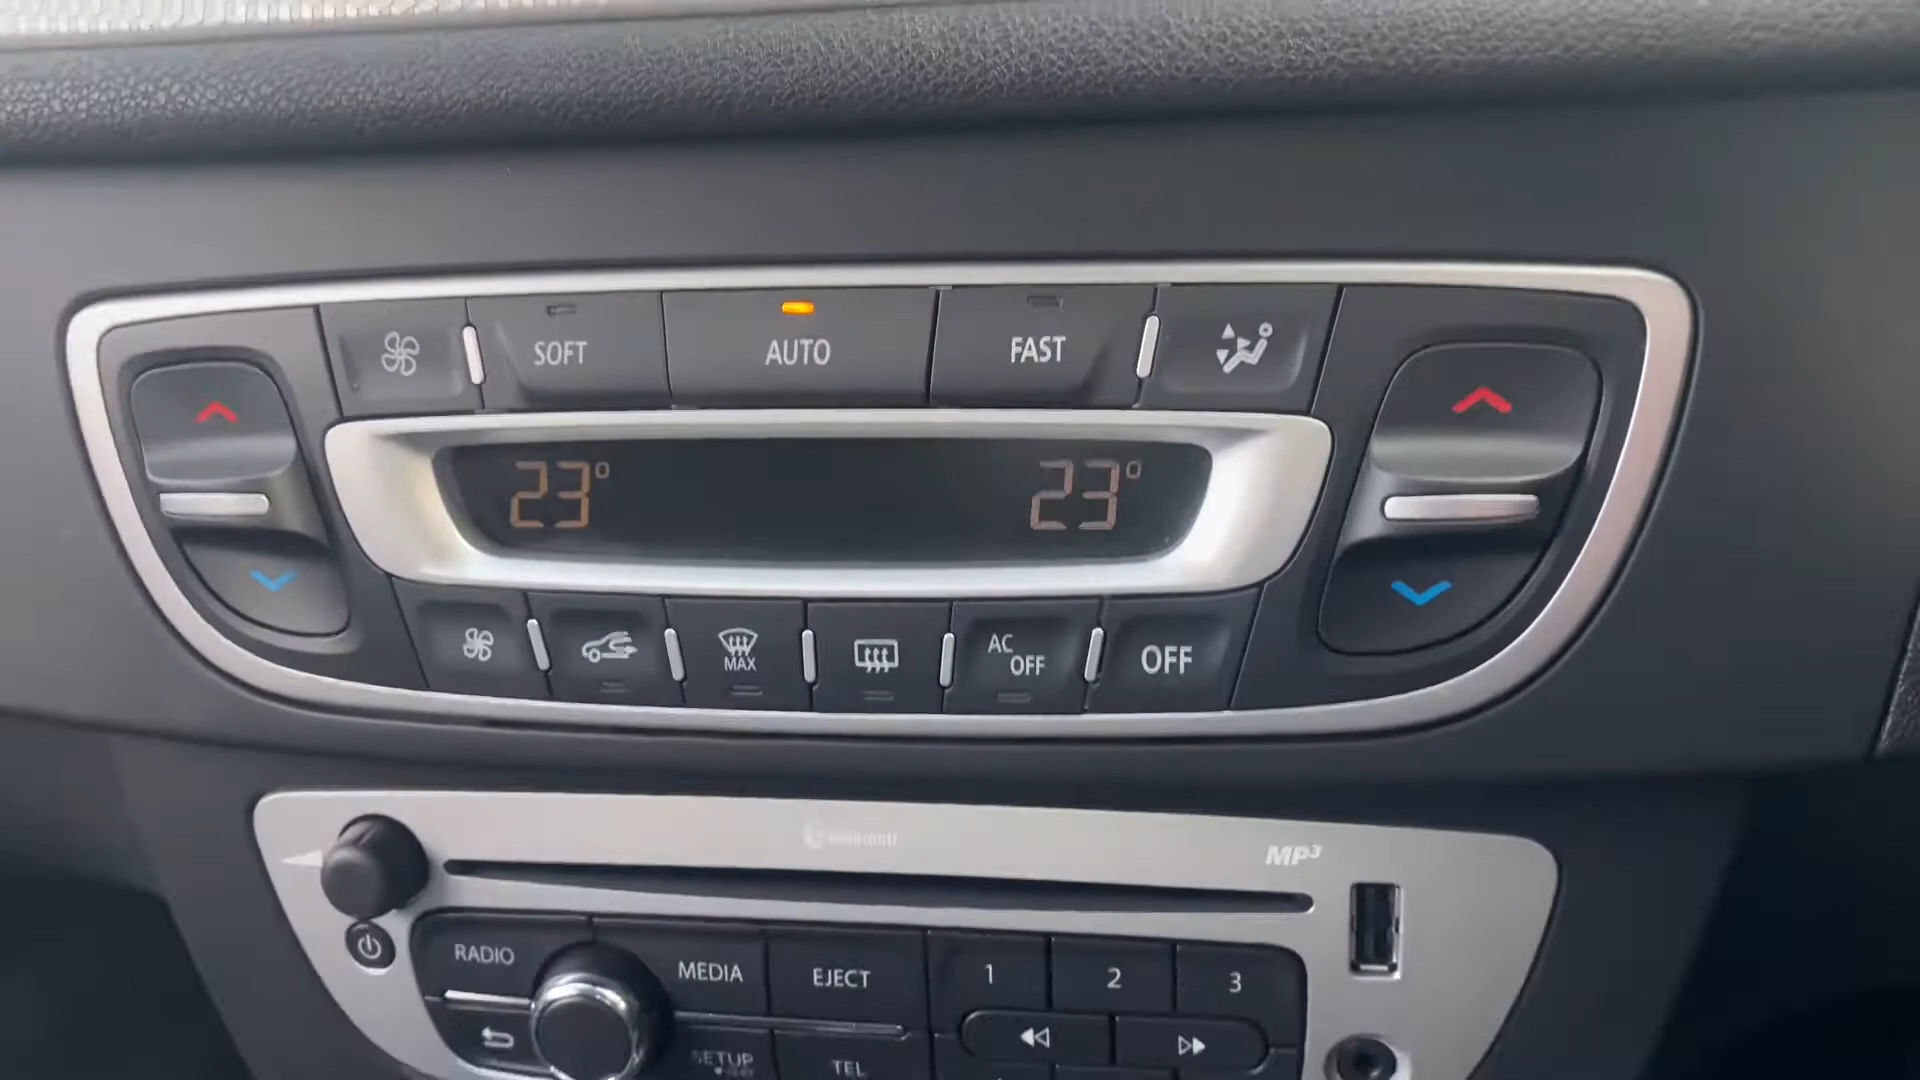 SOFT AUTO FAST
23° 23°
MAX
AC OFF
OFF
MP3
RADIO MEDIA EJECT 1 2 3
SETUP TEL